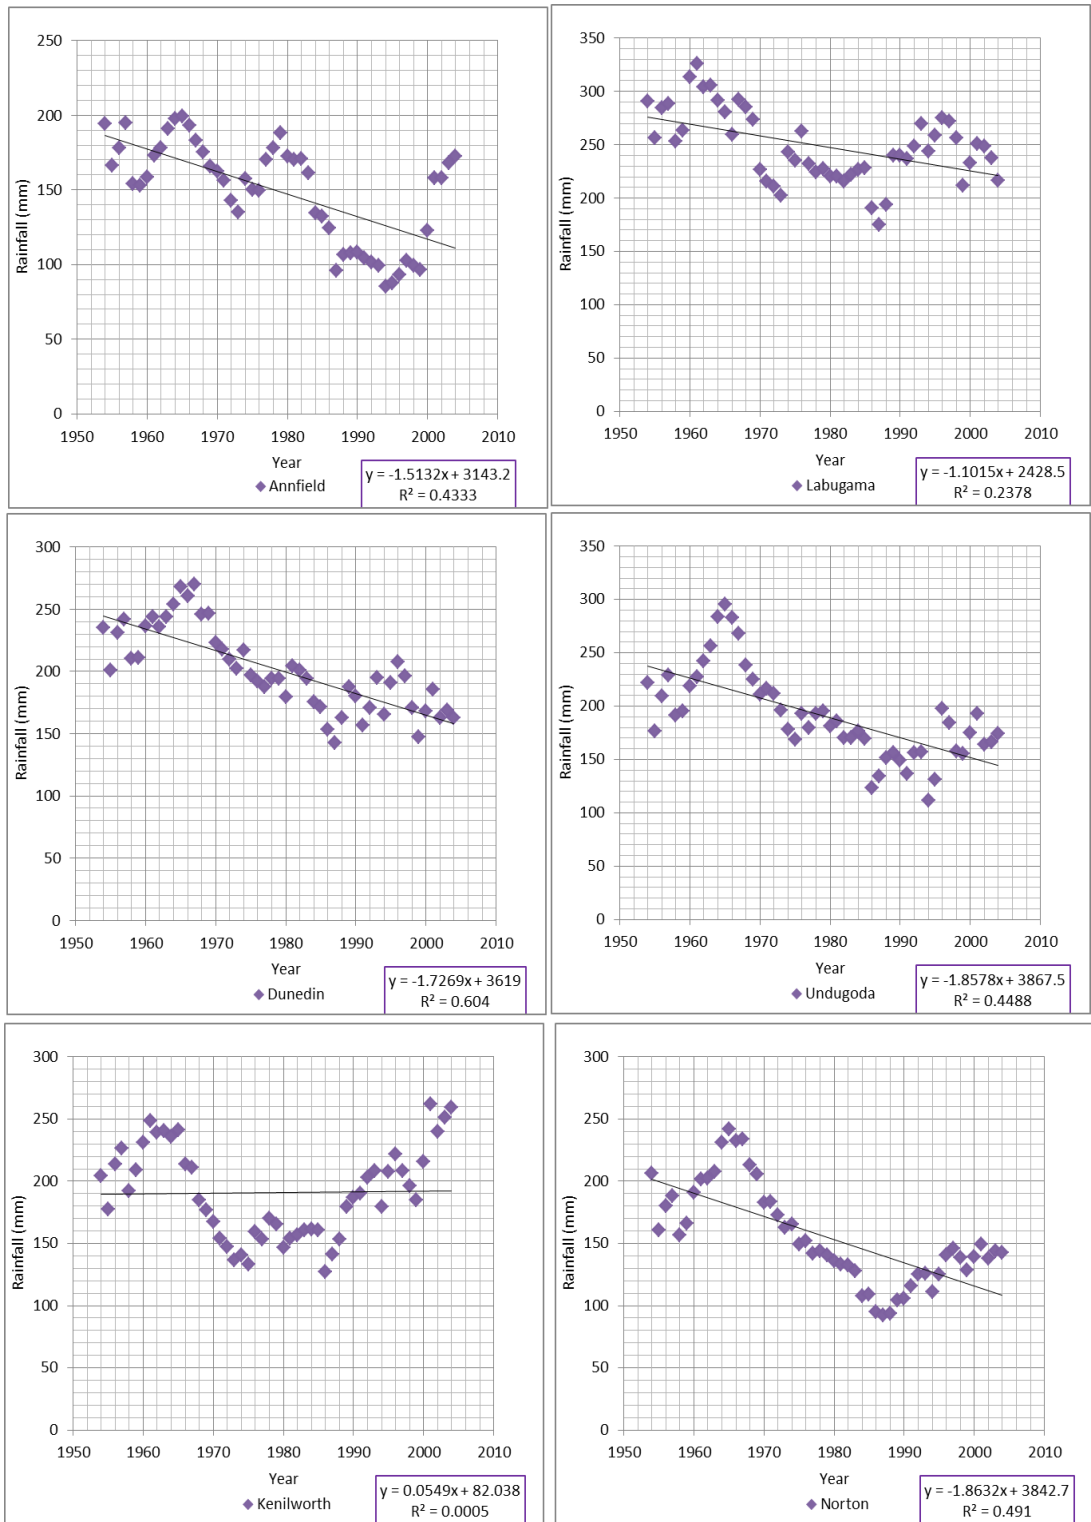 250
200
150
100
50
0
Rainfall (mm)
1950 1960 1970 1980 1990 2000 2010
Year
Annfield
y = -1.5132x + 3143.2
R² = 0.4333
350
300
250
200
150
100
50
0
Rainfall (mm)
1950 1960 1970 1980 1990 2000 2010
Year
Labugama
y = -1.1015x + 2428.5
R² = 0.2378
300
250
200
150
100
50
0
Rainfall (mm)
1950 1960 1970 1980 1990 2000 2010
Year
Dunedin
y = -1.7269x + 3619
R² = 0.604
350
300
250
200
150
100
50
0
Rainfall (mm)
1950 1960 1970 1980 1990 2000 2010
Year
Undugoda
y = -1.8578x + 3867.5
R² = 0.4488
300
250
200
150
100
50
0
Rainfall (mm)
1950 1960 1970 1980 1990 2000 2010
Year
Kenilworth
y = 0.0549x + 82.038
R² = 0.0005
300
250
200
150
100
50
0
Rainfall (mm)
1950 1960 1970 1980 1990 2000 2010
Year
Norton
y = -1.8632x + 3842.7
R² = 0.491